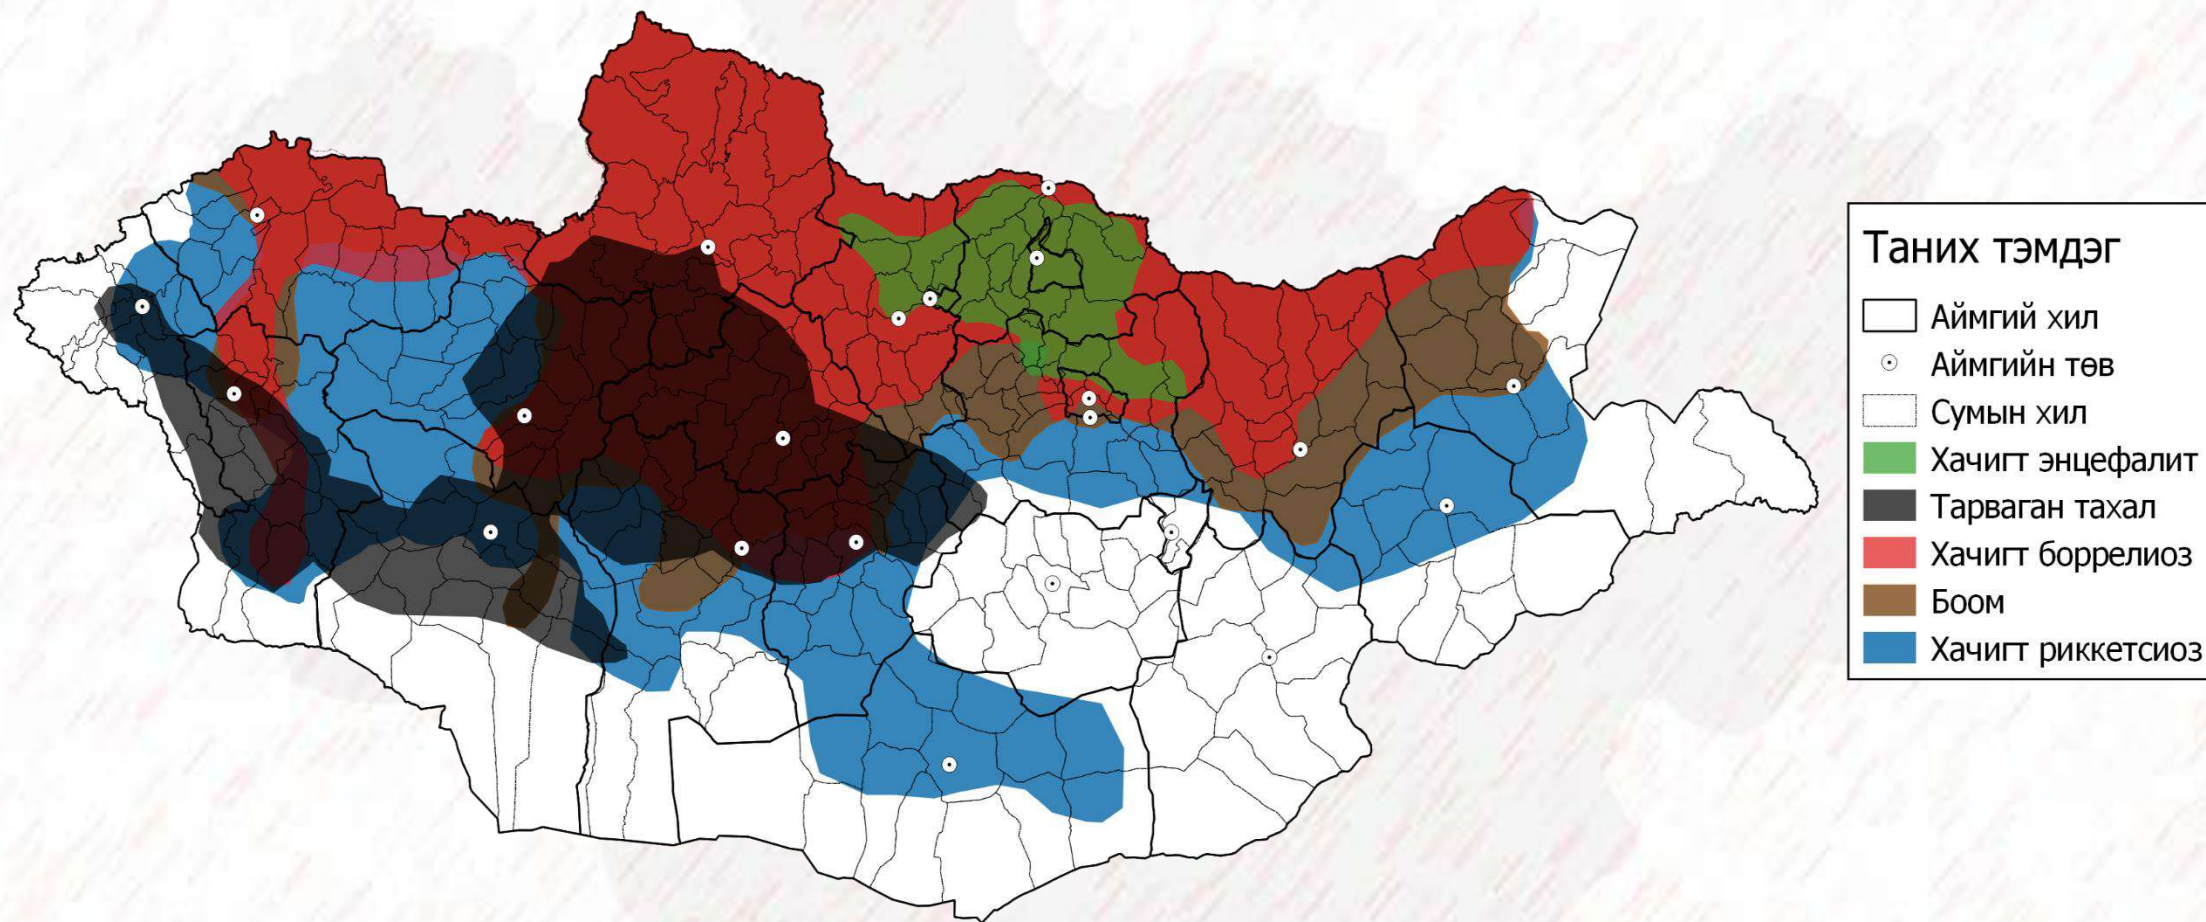 Таних тэмдэг
Аймгий хил
Аймгийн төв
Сумын хил
Хачигт энцефалит
Тарваган тахал
Хачигт боррелиоз
Боом
Хачигт риккетсиоз